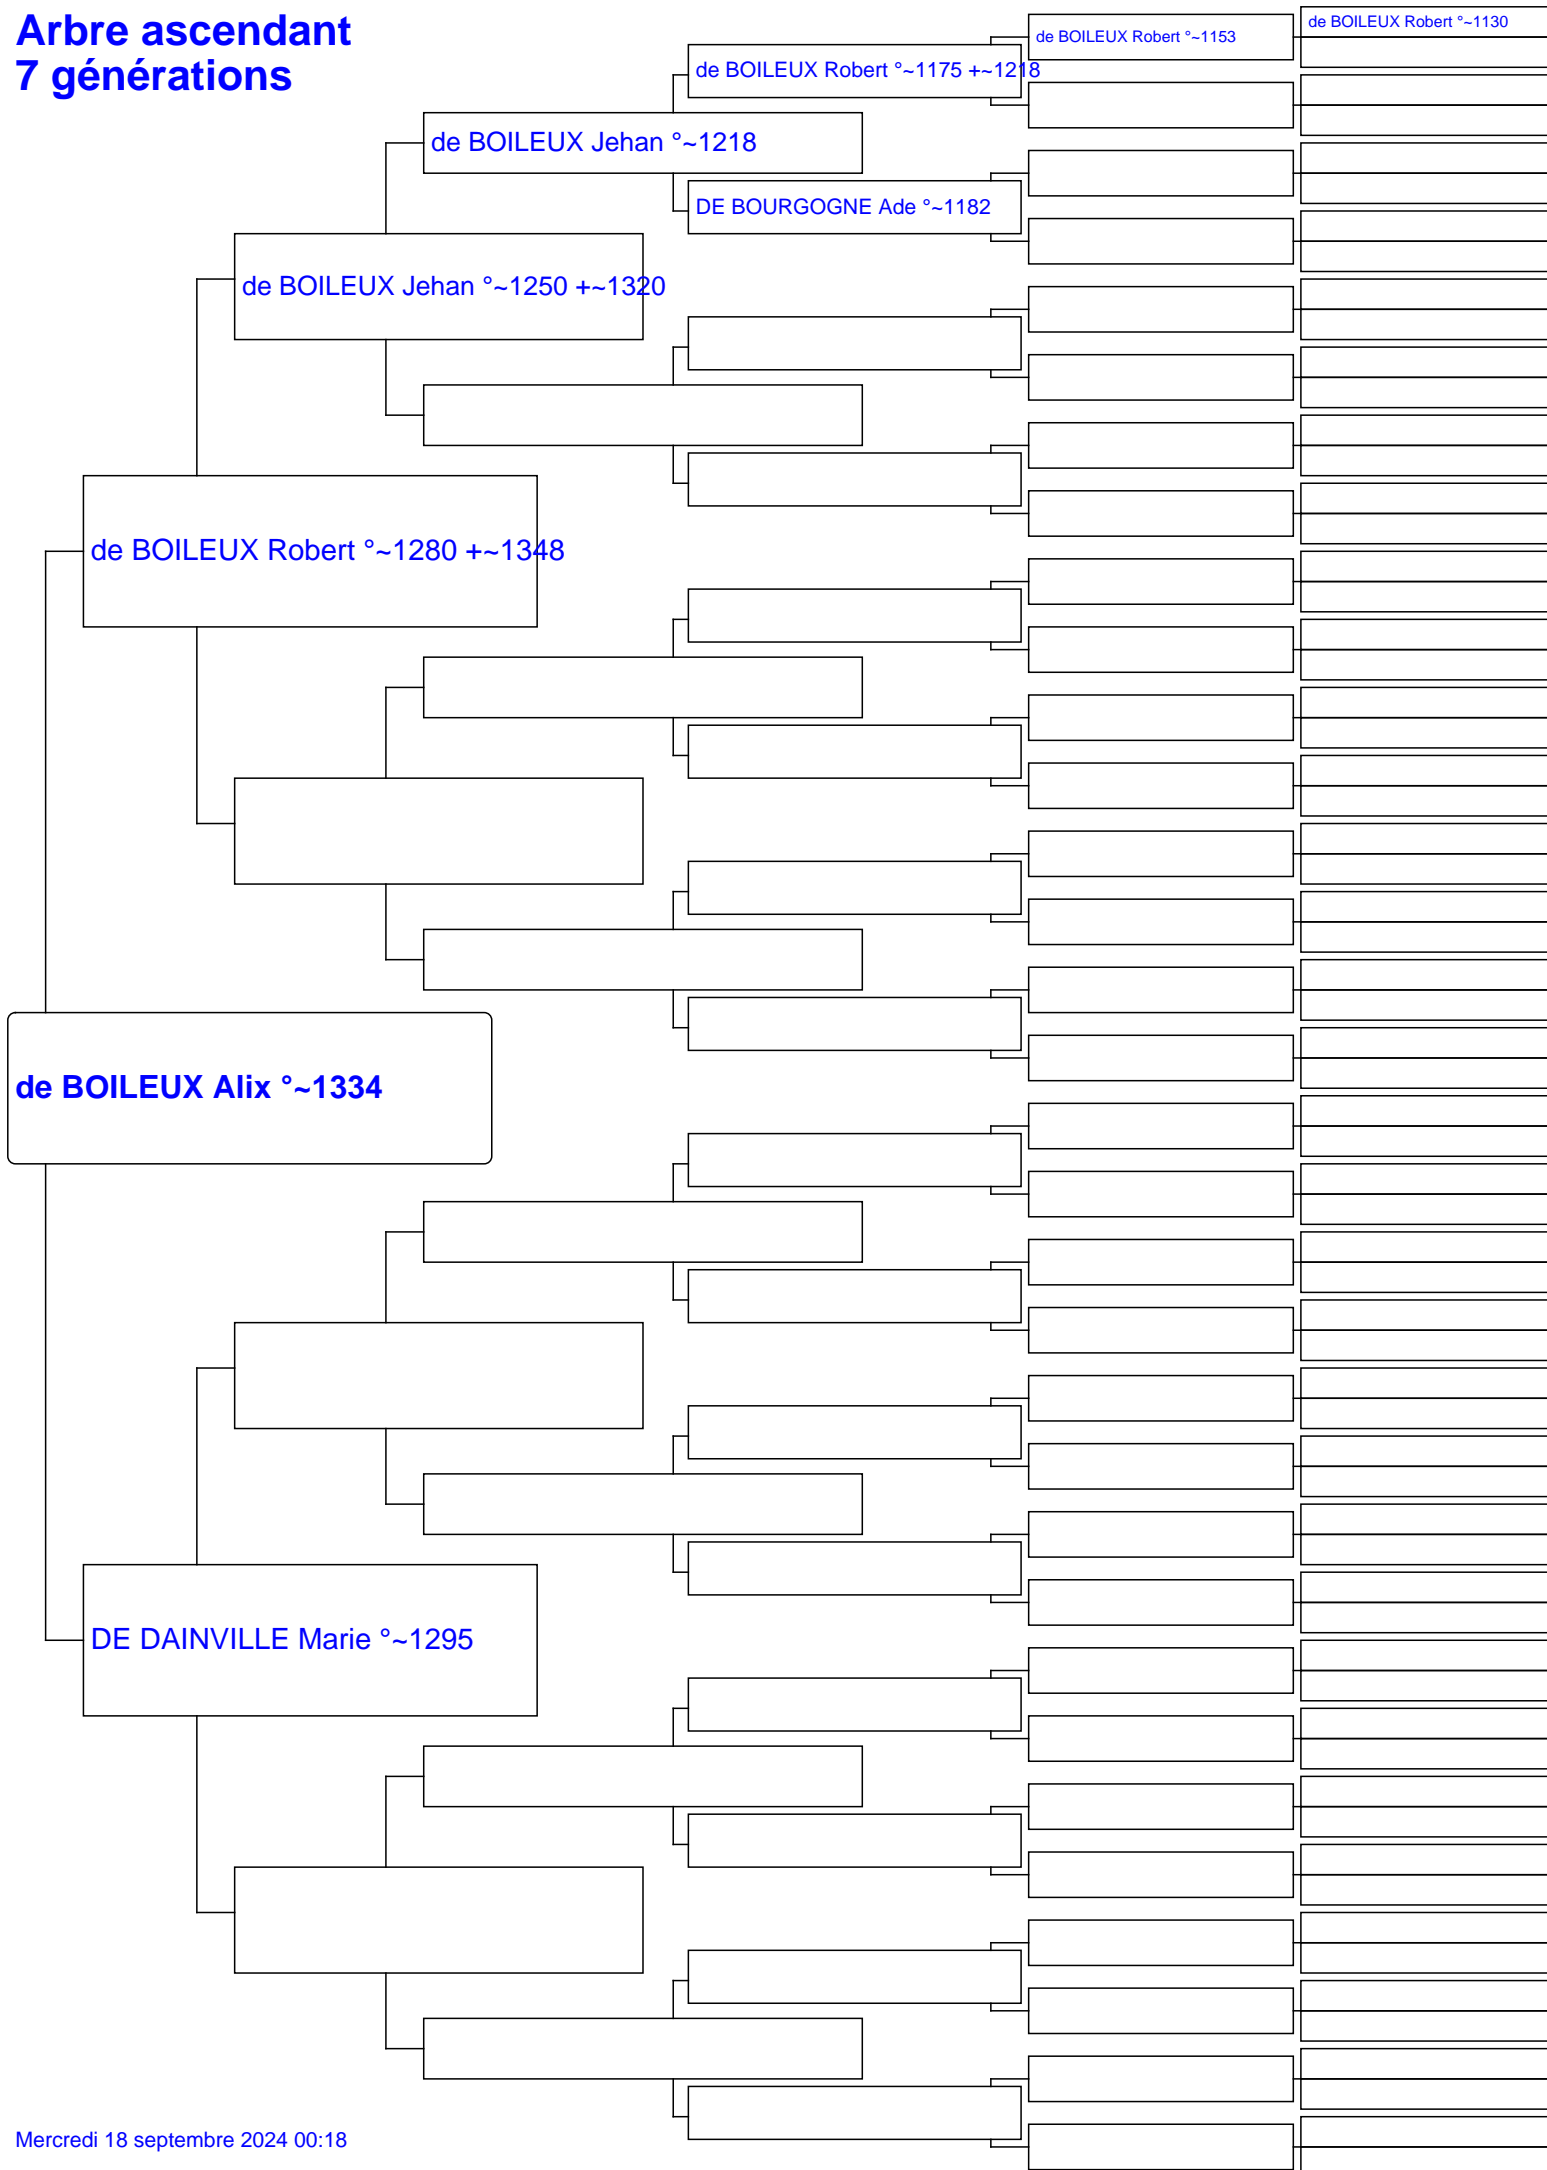 Arbre ascendant
7 générations
de BOILEUX Robert °~1130
de BOILEUX Robert °~1153
de BOILEUX Robert °~1175 +~1218
de BOILEUX Jehan °~1218
DE BOURGOGNE Ade °~1182
de BOILEUX Jehan °~1250 +~1320
de BOILEUX Robert °~1280 +~1348
de BOILEUX Alix °~1334
DE DAINVILLE Marie °~1295
Mercredi 18 septembre 2024 00:18